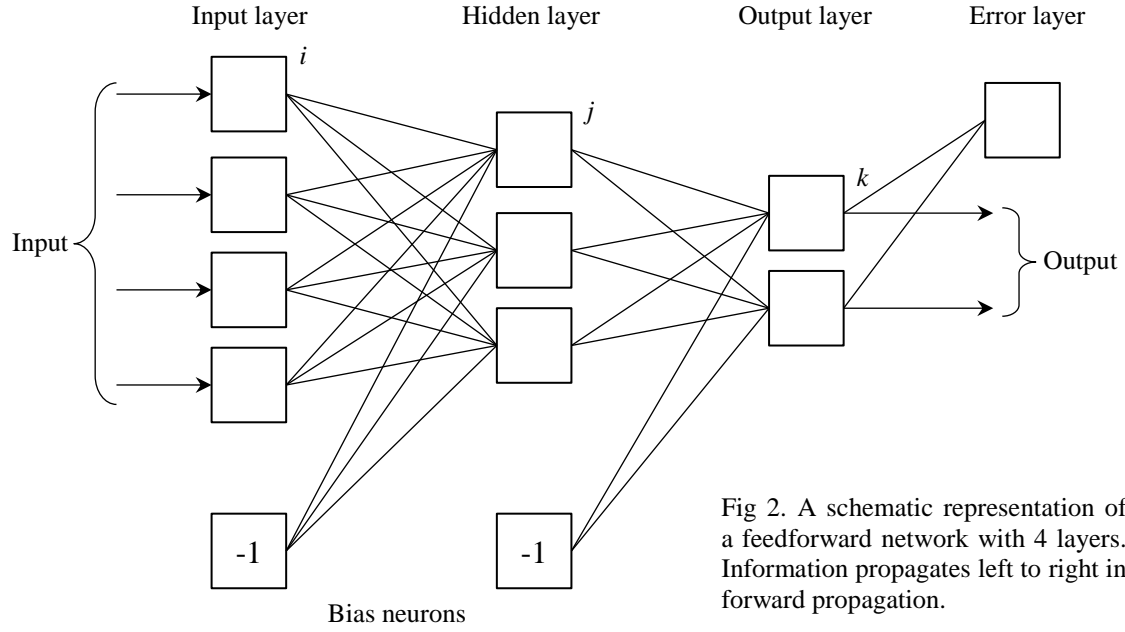 Input layer
Hidden layer
Output layer
Error layer
i
j
k
Input
Output
-1
-1
Bias neurons
Fig 2. A schematic representation of
a feedforward network with 4 layers.
Information propagates left to right in
forward propagation.